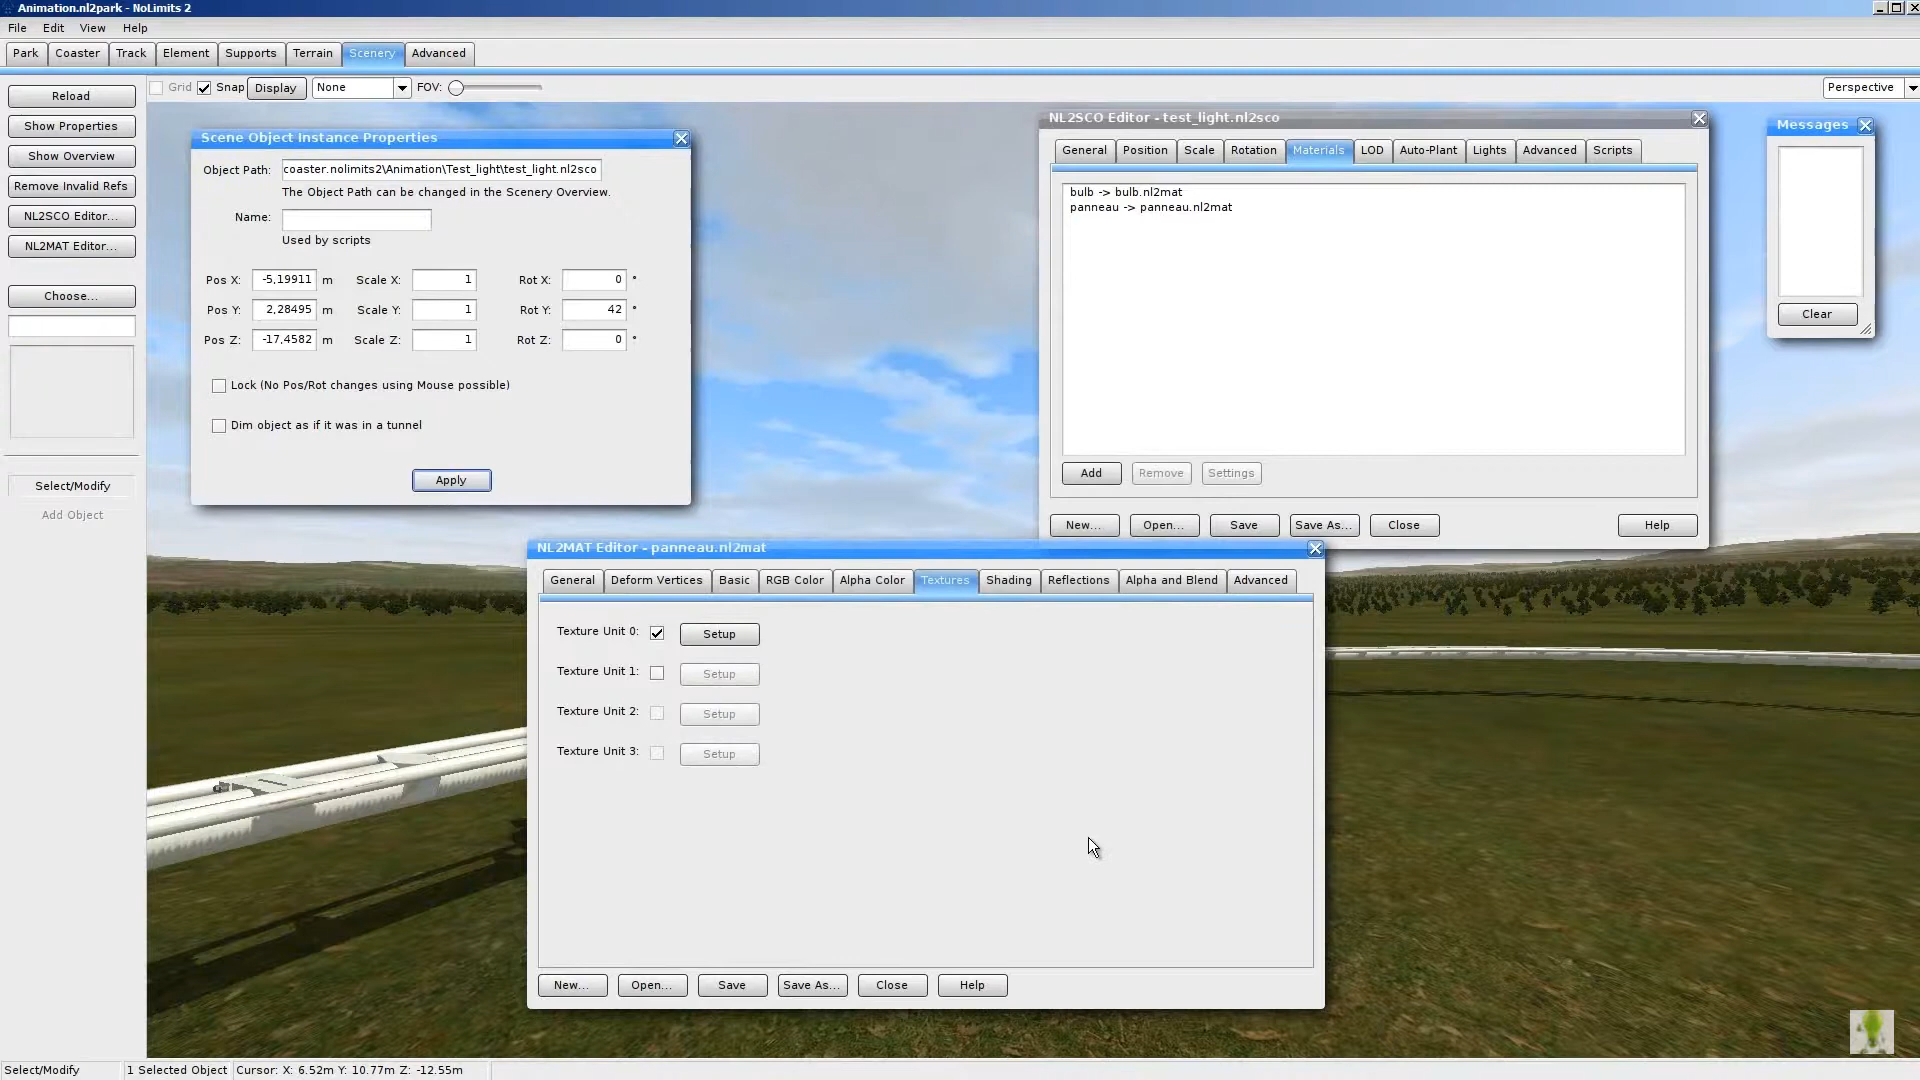 Animation.nl2park - NoLimits 2
File Edit View Help
Park Coaster Track Element Supports Terrain Scenery Advanced
Grid Snap Display None FOV: Perspective
Reload
Show Properties
Show Overview
Remove Invalid Refs
NL2SCO Editor...
NL2MAT Editor...
Choose...
Select/Modify
Add Object
Scene Object Instance Properties
Object Path: coaster.nolimits2\Animation\Test_light\test_light.nl2sco
The Object Path can be changed in the Scenery Overview.
Name:
Used by scripts
Pos X: -5,19911 m Scale X: 1 Rot X: 0 °
Pos Y: 2,28495 m Scale Y: 1 Rot Y: 42 °
Pos Z: -17,4582 m Scale Z: 1 Rot Z: 0 °
Lock (No Pos/Rot changes using Mouse possible)
Dim object as if it was in a tunnel
Apply
NL2SCO Editor - test_light.nl2sco
General Position Scale Rotation Materials LOD Auto-Plant Lights Advanced Scripts
bulb -> bulb.nl2mat
panneau -> panneau.nl2mat
Add Remove Settings
New... Open... Save Save As... Close Help
Messages
Clear
NL2MAT Editor - panneau.nl2mat
General Deform Vertices Basic RGB Color Alpha Color Textures Shading Reflections Alpha and Blend Advanced
Texture Unit 0: Setup
Texture Unit 1: Setup
Texture Unit 2: Setup
Texture Unit 3: Setup
New... Open... Save Save As... Close Help
Select/Modify 1 Selected Object Cursor: X: 6.52m Y: 10.77m Z: -12.55m